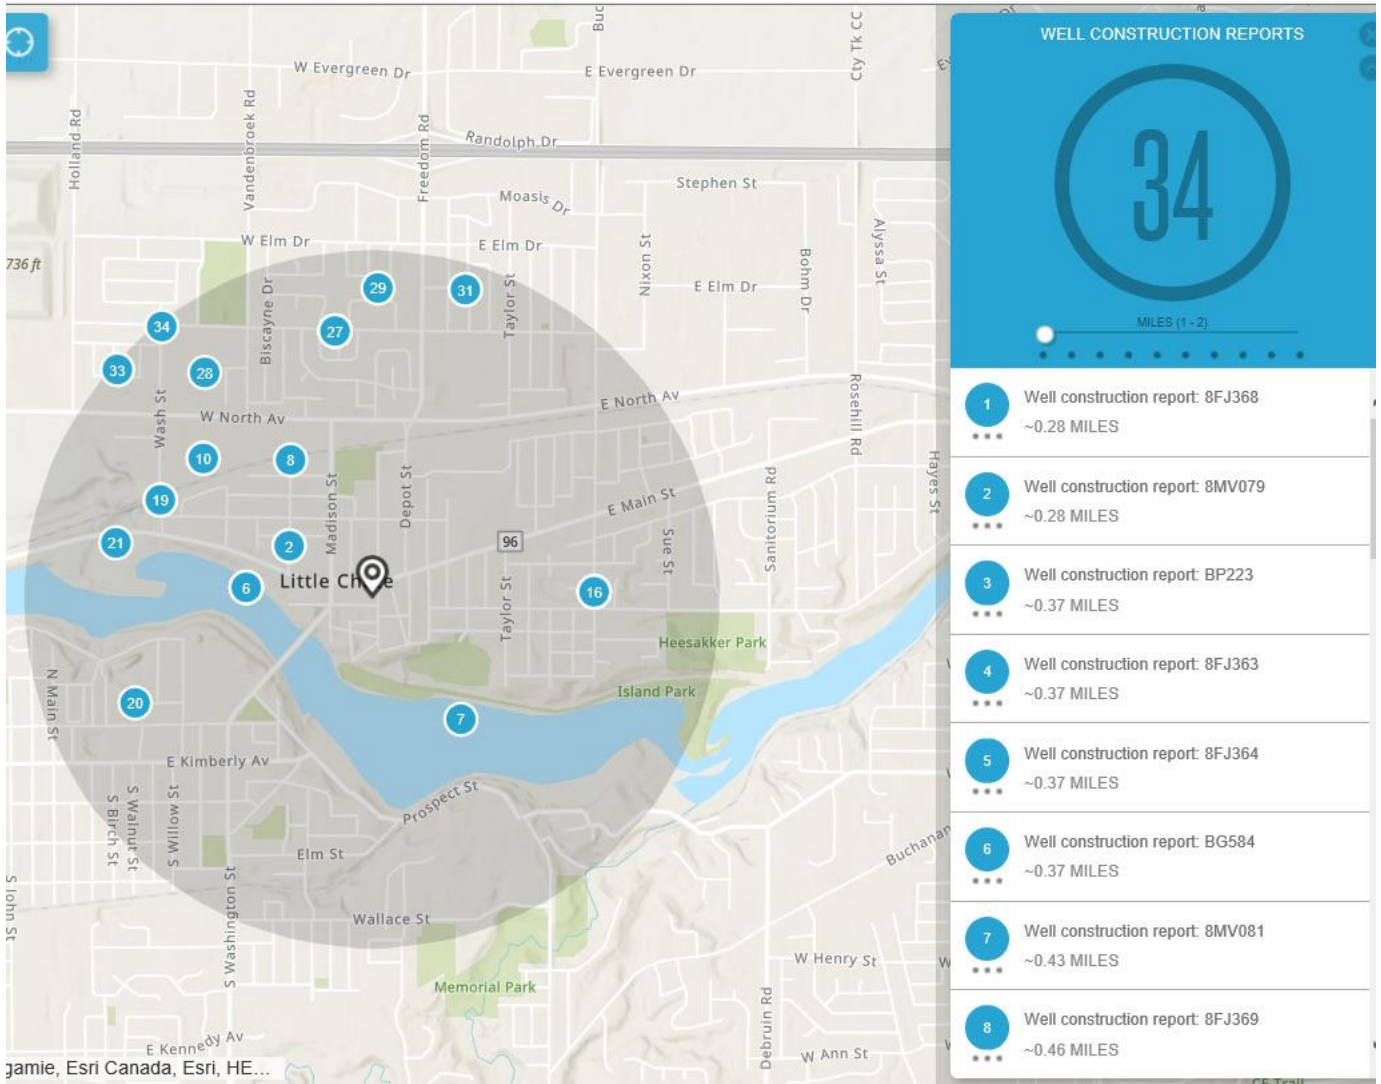 WELL CONSTRUCTION REPORTS
34
MILES (1 - 2)
1
Well construction report: 8FJ368
~0.28 MILES
2
Well construction report: 8MV079
~0.28 MILES
3
Well construction report: BP223
~0.37 MILES
4
Well construction report: 8FJ363
~0.37 MILES
5
Well construction report: 8FJ364
~0.37 MILES
6
Well construction report: BG584
~0.37 MILES
7
Well construction report: 8MV081
~0.43 MILES
8
Well construction report: 8FJ369
~0.46 MILES
Buc
Cty Tk CC
W Evergreen Dr
E Evergreen Dr
Holland Rd
Vandenbroek Rd
Freedom Rd
Randolph Dr
Stephen St
Moasis Dr
W Elm Dr
E Elm Dr
Alyssa St
736 ft
Nixon St
Bohm Dr
E Elm Dr
29
31
Biscayne Dr
Taylor St
34
27
33
28
Wash St
W North Av
E North Av
Rosehill Rd
10
8
Madison St
Depot St
Hayes St
19
E Main St
Sanitorium Rd
21
2
96
Sue St
6
Little Ch
e
16
Taylor St
Heesakker Park
N Main St
20
Island Park
7
E Kimberly Av
S Birch St
S Walnut St
S Willow St
Prospect St
Elm St
Buchanan
S John St
S Washington St
Wallace St
W Henry St
Memorial Park
Debruin Rd
E Kennedy Av
W Ann St
CE Trail
gamie, Esri Canada, Esri, HE...